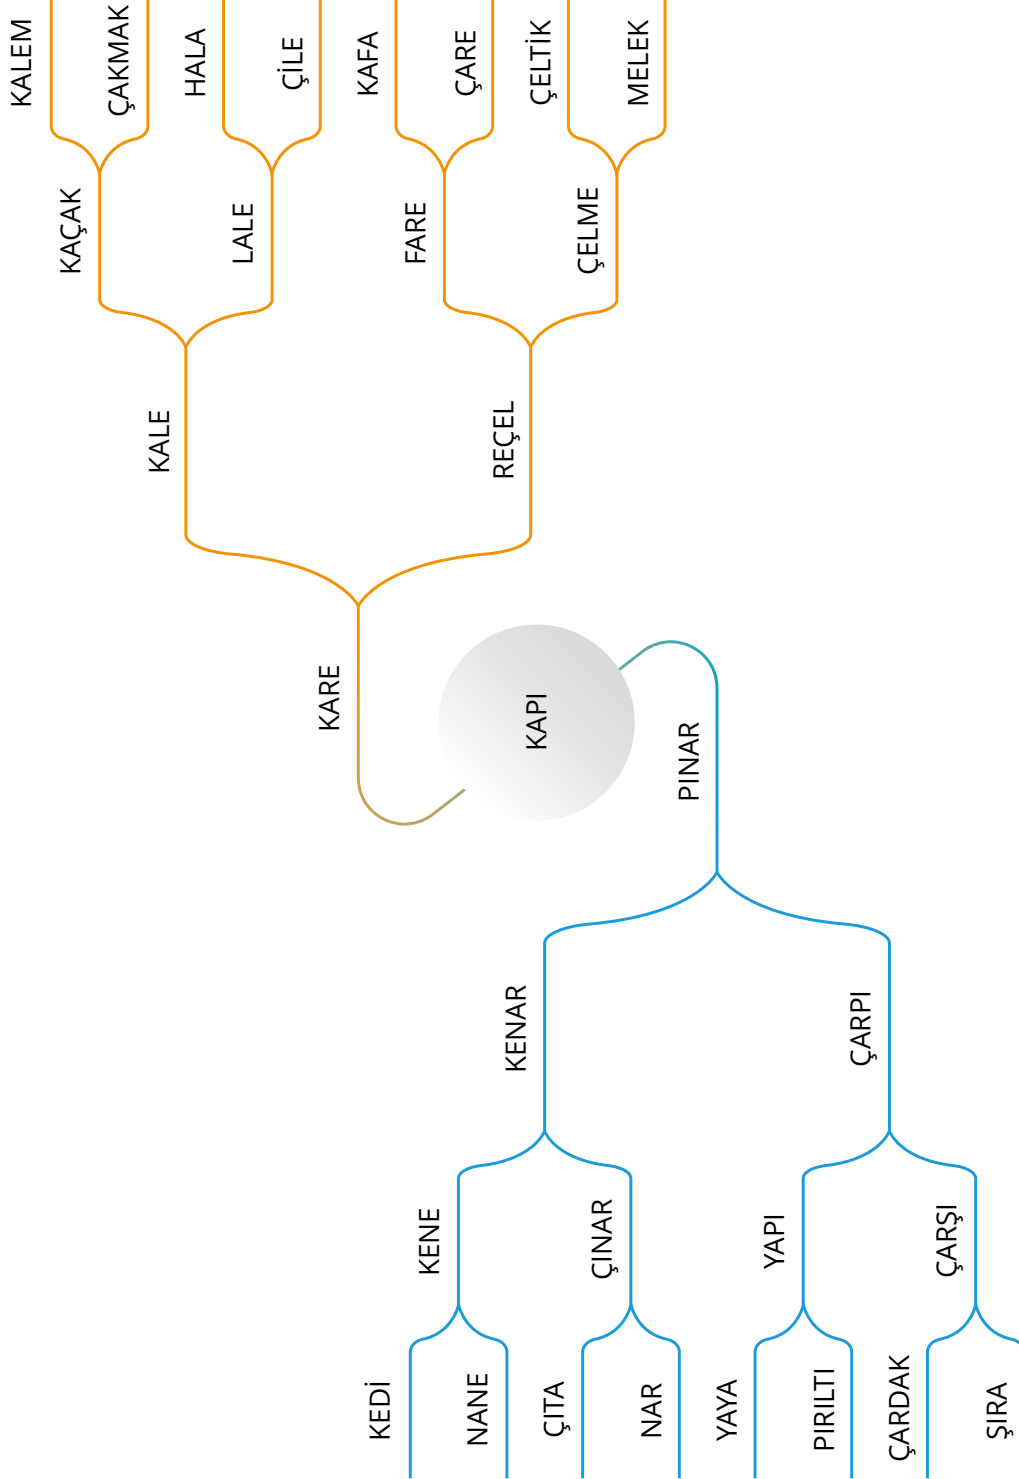 KAPI
KARE
KALE
KAÇAK
KALEM
ÇAKMAK
LALE
HALA
ÇİLE
REÇEL
FARE
KAFA
ÇARE
ÇELME
ÇELTİK
MELEK
PINAR
KENAR
KENE
KEDİ
NANE
ÇINAR
ÇITA
NAR
ÇARPI
YAPI
YAYA
PIRILTI
ÇARŞI
ÇARDAK
ŞIRA